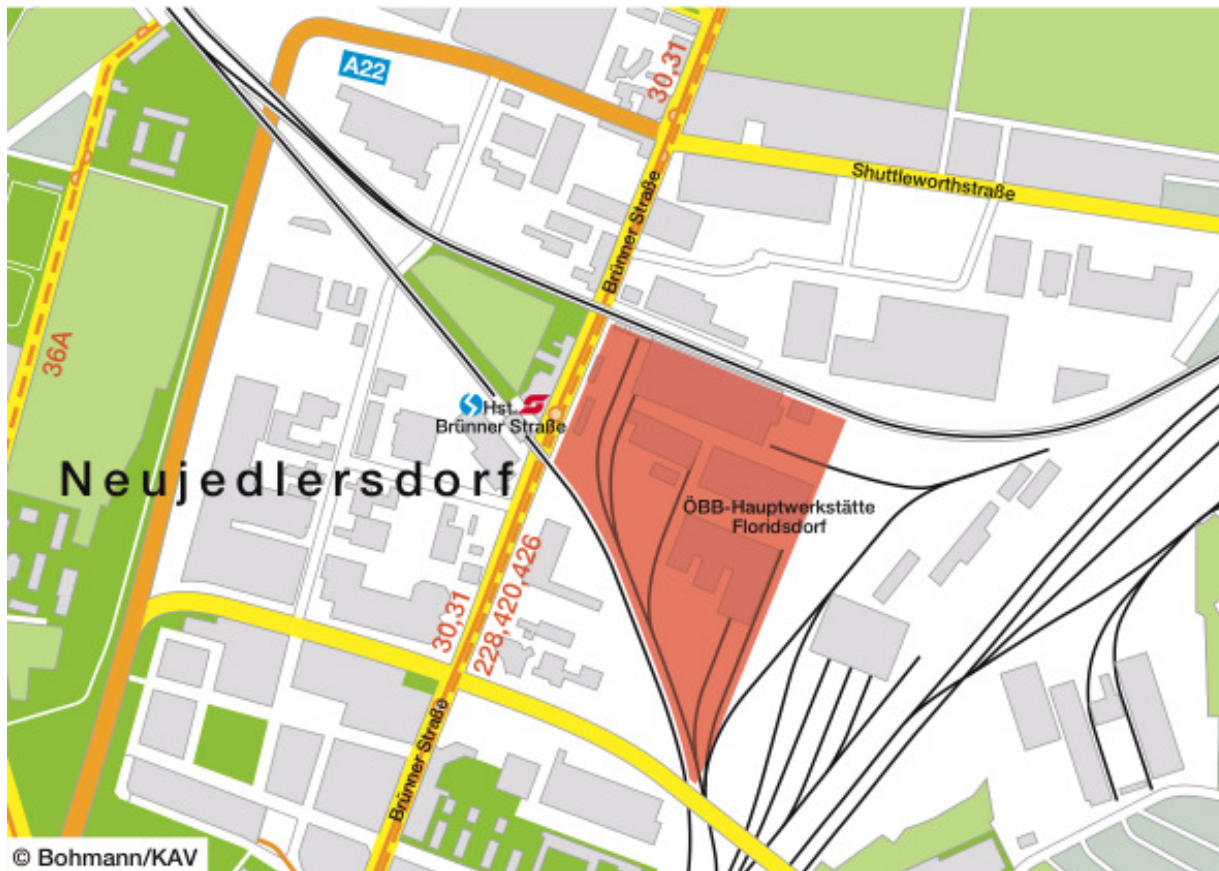 A22
30,31
Shuttleworthstraße
Brünner Straße
36A
Hst.
Brünner Straße
Neujedlersdorf
ÖBB-Hauptwerkstätte
Floridsdorf
30,31
228,420,426
Brünner Straße
© Bohmann/KAV